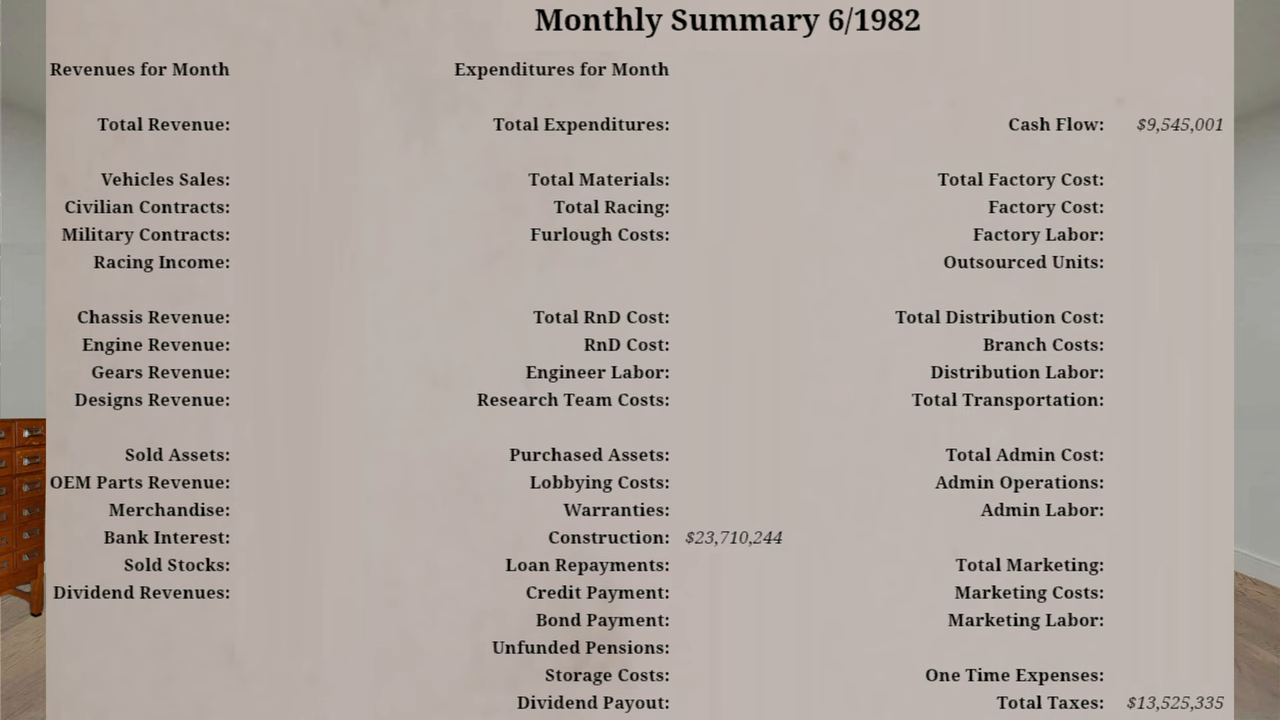 Monthly Summary 6/1982
Revenues for Month Expenditures for Month
Total Revenue: Total Expenditures: Cash Flow: $9,545,001
Vehicles Sales: Total Materials: Total Factory Cost:
Civilian Contracts: Total Racing: Factory Cost:
Military Contracts: Furlough Costs: Factory Labor:
Racing Income: Outsourced Units:
Chassis Revenue: Total RnD Cost: Total Distribution Cost:
Engine Revenue: RnD Cost: Branch Costs:
Gears Revenue: Engineer Labor: Distribution Labor:
Designs Revenue: Research Team Costs: Total Transportation:
Sold Assets: Purchased Assets: Total Admin Cost:
OEM Parts Revenue: Lobbying Costs: Admin Operations:
Merchandise: Warranties: Admin Labor:
Bank Interest: Construction: $23,710,244
Sold Stocks: Loan Repayments: Total Marketing:
Dividend Revenues: Credit Payment: Marketing Costs:
Bond Payment: Marketing Labor:
Unfunded Pensions:
Storage Costs: One Time Expenses:
Dividend Payout: Total Taxes: $13,525,335